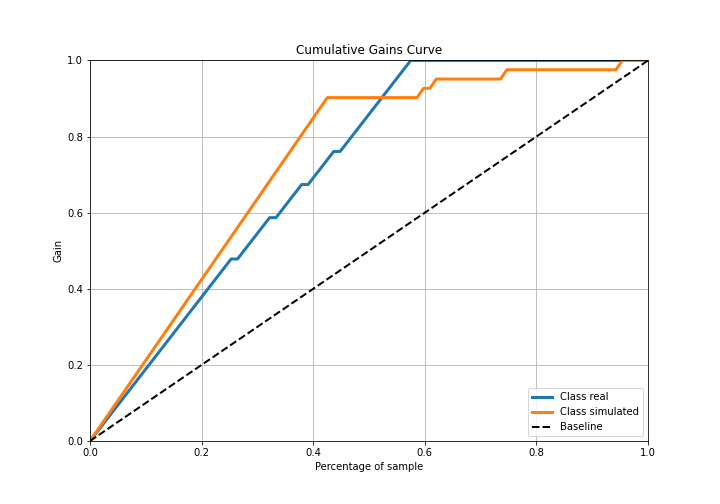 Cumulative Gains Curve
1.0
0.8
0.6
0.4
0.2
0.0
Gain
0.0 0.2 0.4 0.6 0.8 1.0
Percentage of sample
Class real
Class simulated
Baseline